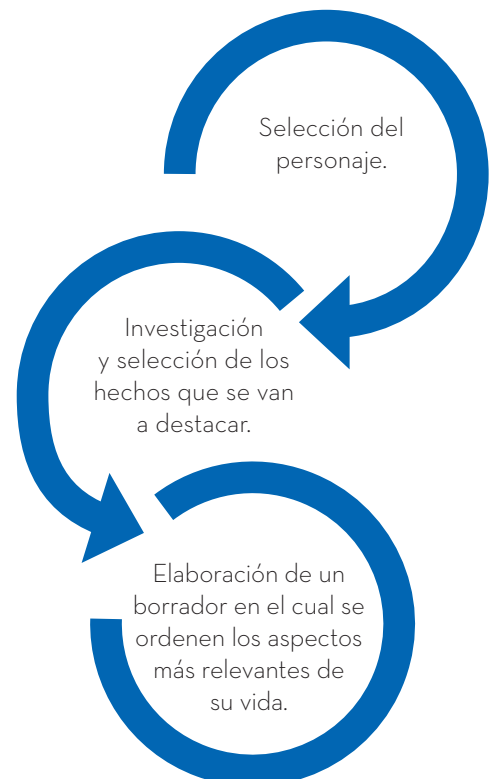 Selección del
personaje.
Investigación
y selección de los
hechos que se van
a destacar.
Elaboración de un
borrador en el cual se
ordenen los aspectos
más relevantes de
su vida.